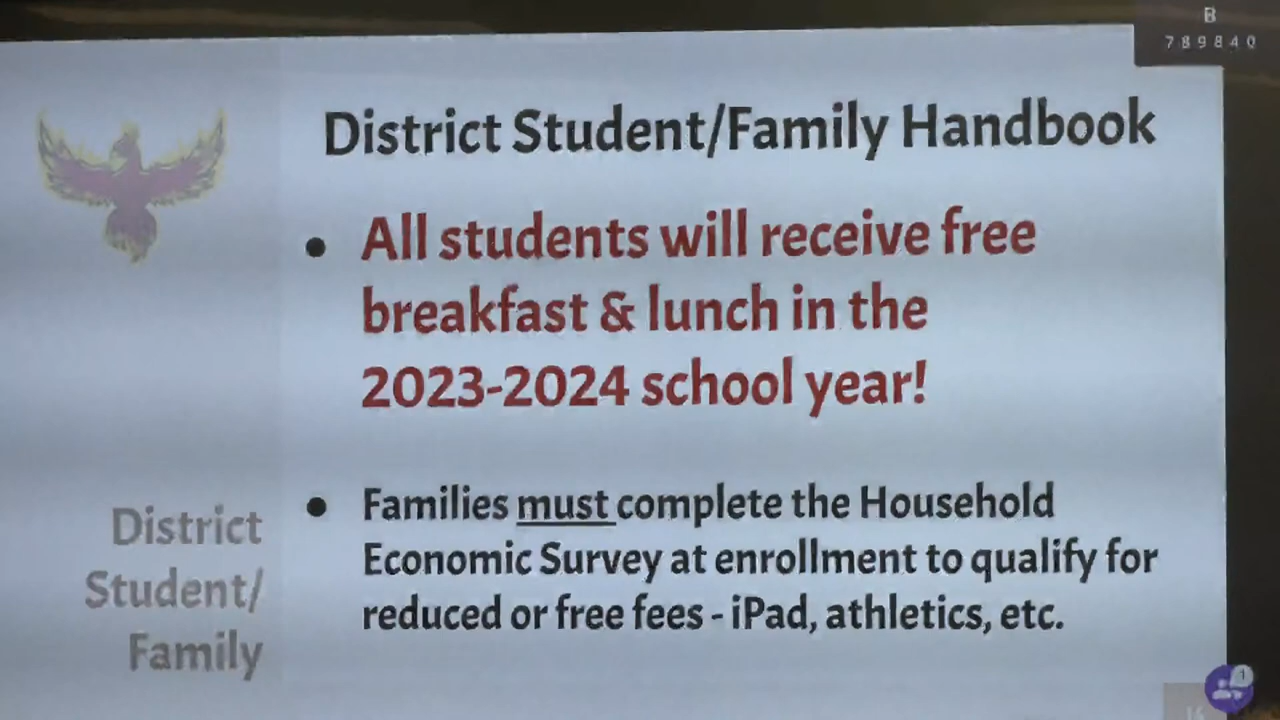 B
789840
District Student/Family Handbook
• All students will receive free
breakfast & lunch in the
2023-2024 school year!
• Families must complete the Household
Economic Survey at enrollment to qualify for
reduced or free fees - iPad, athletics, etc.
District
Student/
Family
1